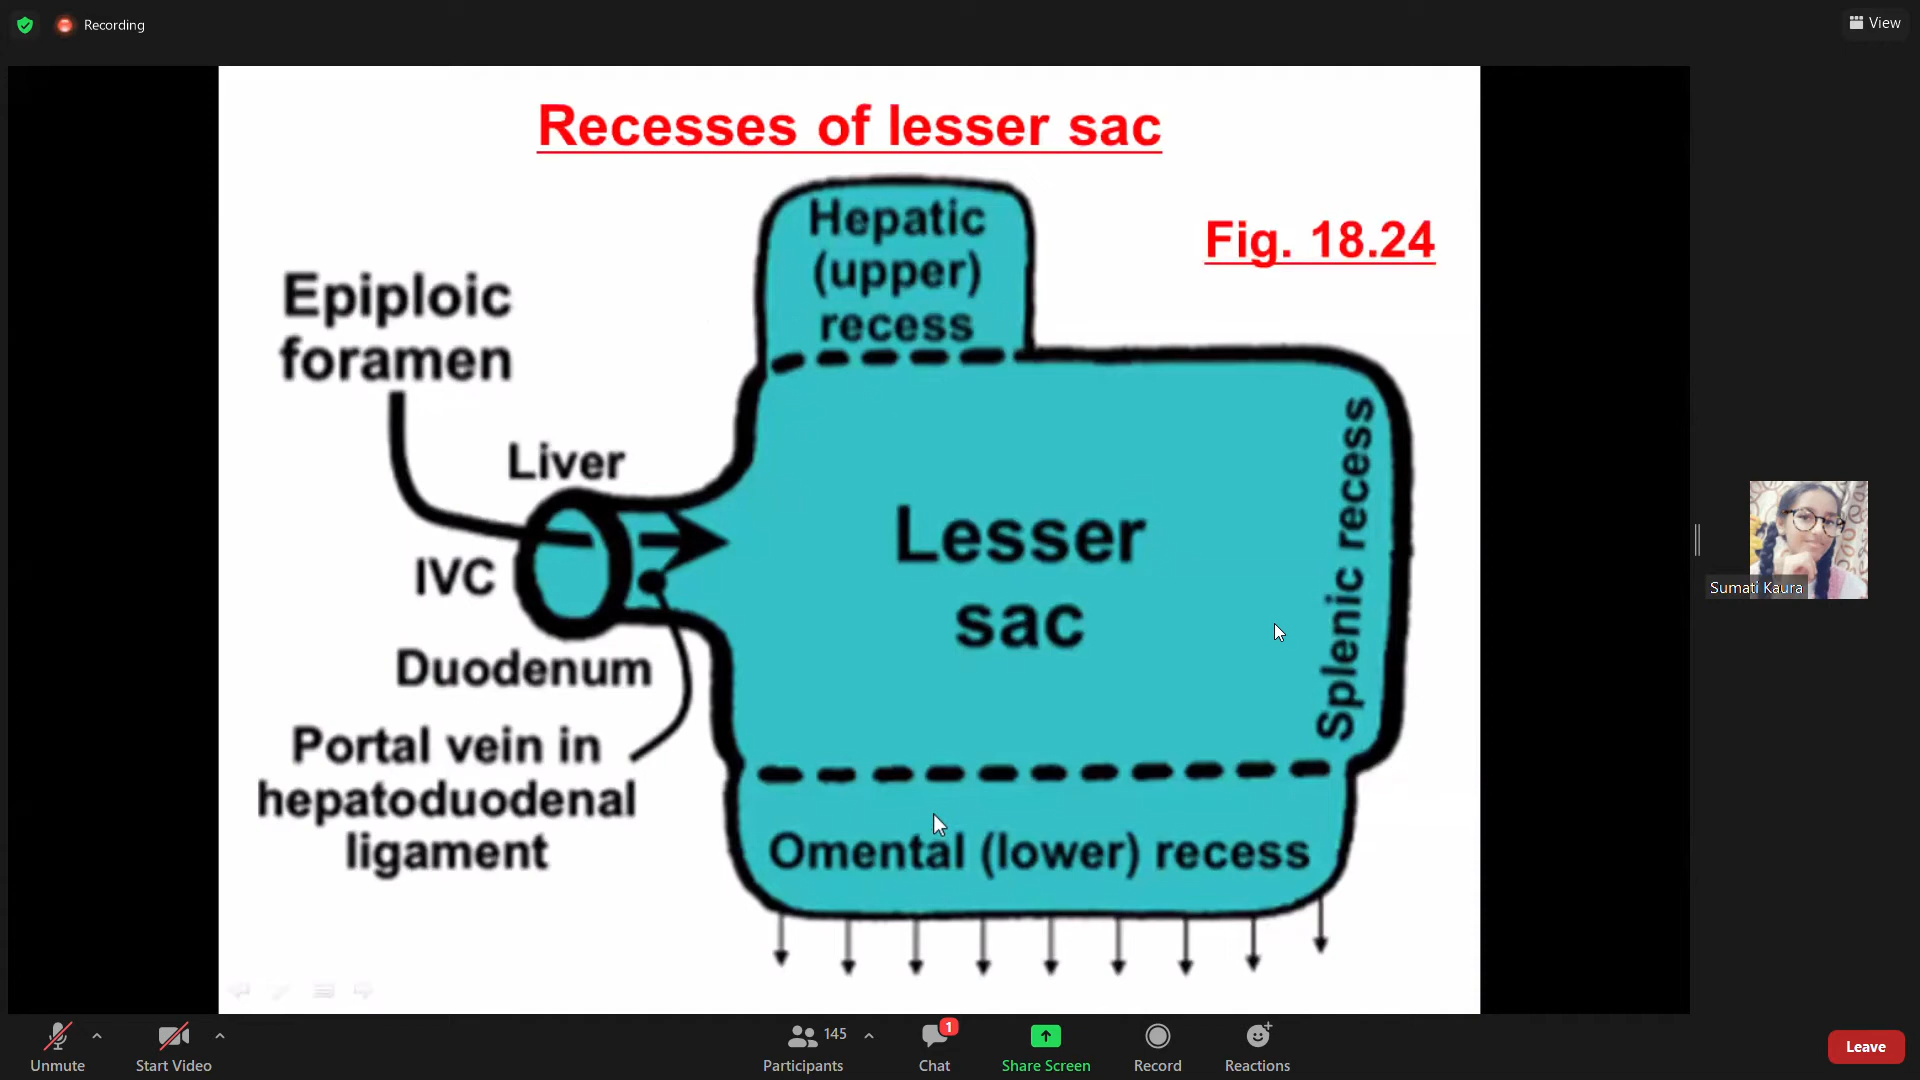 Recording
View
Recesses of lesser sac
Fig. 18.24
Hepatic
(upper)
recess
Epiploic
foramen
Liver
IVC
Duodenum
Portal vein in
hepatoduodenal
ligament
Lesser
sac
Splenic recess
Omental (lower) recess
Sumati Kaura
Unmute
Start Video
145
Participants
1
Chat
Share Screen
Record
Reactions
Leave